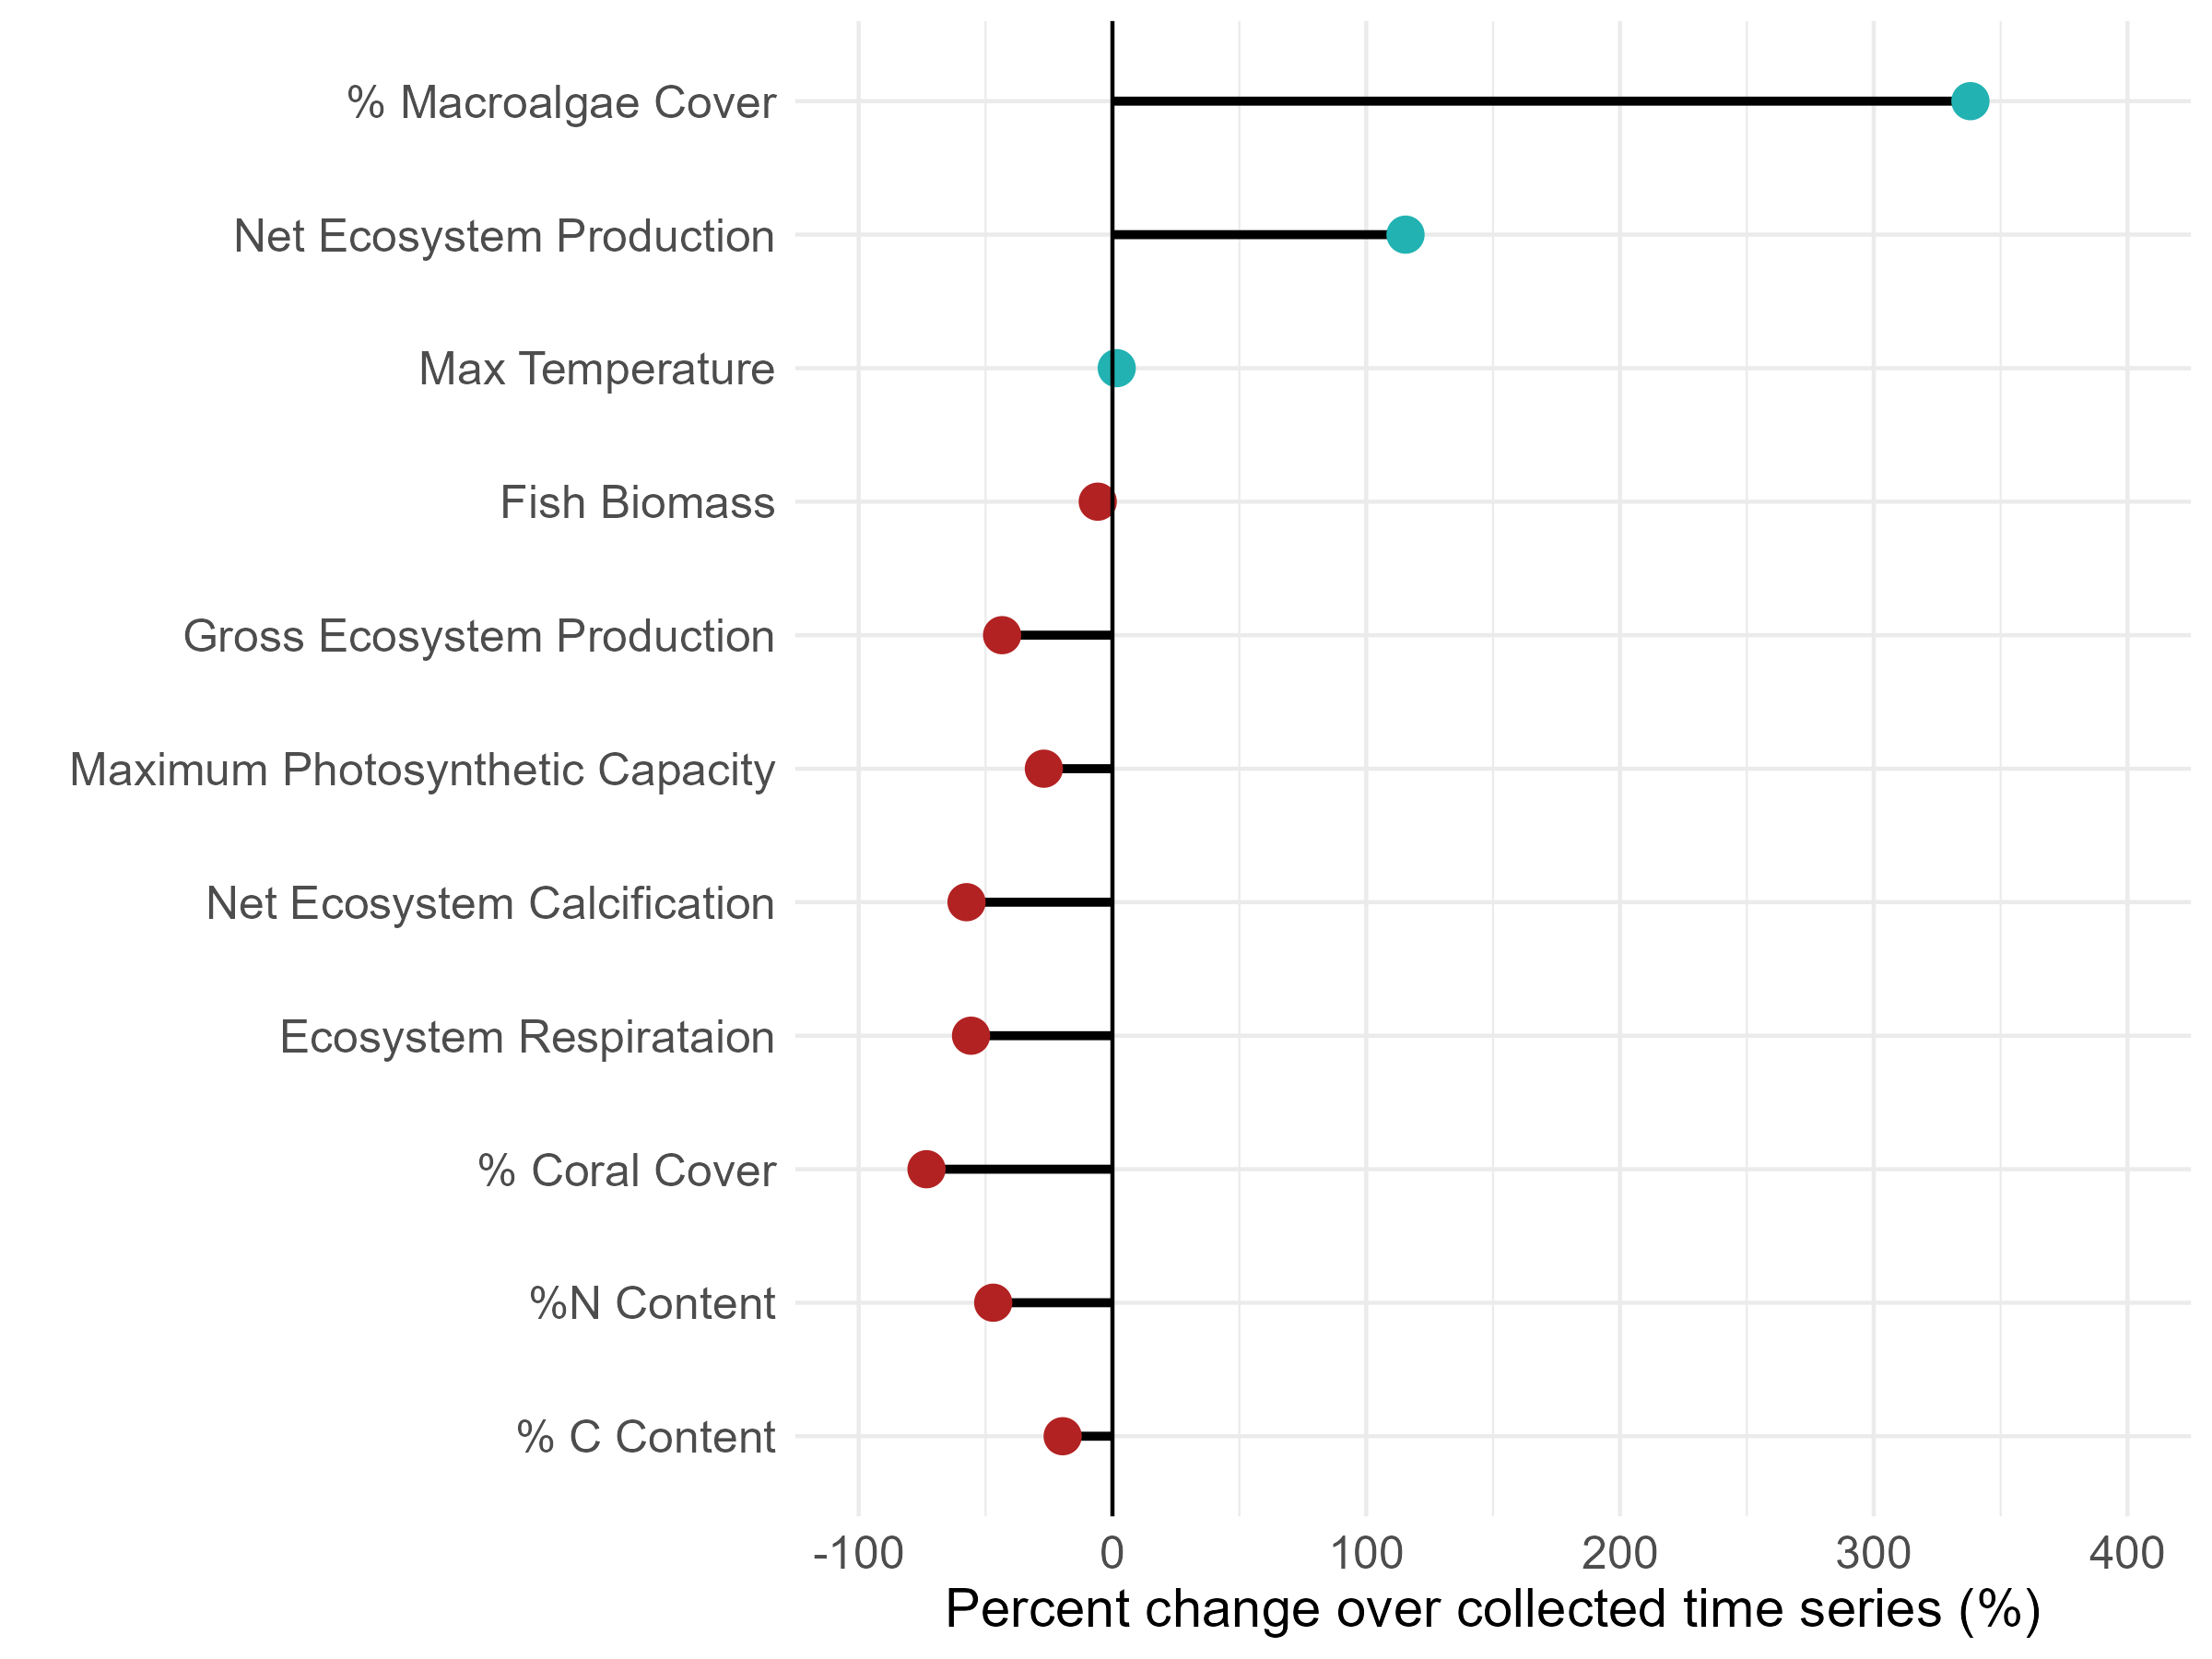 % Macroalgae Cover
Net Ecosystem Production
Max Temperature
Fish Biomass
Gross Ecosystem Production
Maximum Photosynthetic Capacity
Net Ecosystem Calcification
Ecosystem Respirataion
% Coral Cover
%N Content
% C Content
-100 0 100 200 300 400
Percent change over collected time series (%)